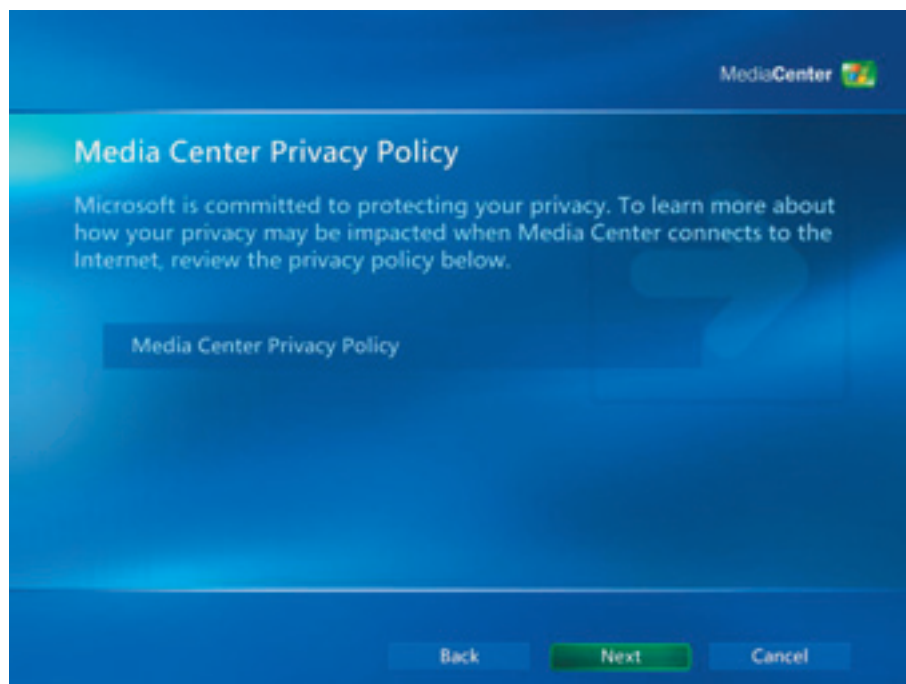 MediaCenter
Media Center Privacy Policy
Microsoft is committed to protecting your privacy. To learn more about
how your privacy may be impacted when Media Center connects to the
Internet, review the privacy policy below.
Media Center Privacy Policy
Back Next Cancel